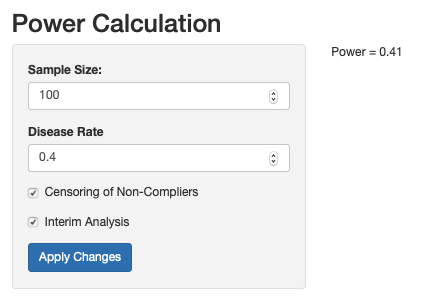 Power Calculation
Power = 0.41
Sample Size:
100
Disease Rate
0.4
Censoring of Non-Compliers
Interim Analysis
Apply Changes